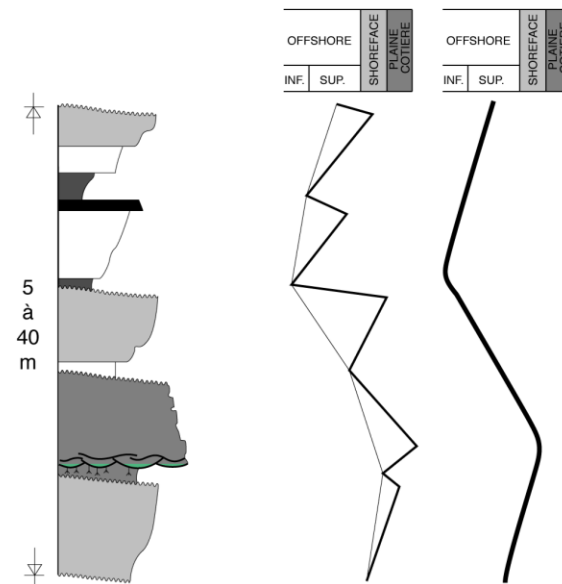 OFFSHORE
SHOREFACE
PLAINE
COTIERE
INF.
SUP.
OFFSHORE
SHOREFACE
PLAINE
COTIERE
INF.
SUP.
5
à
40
m